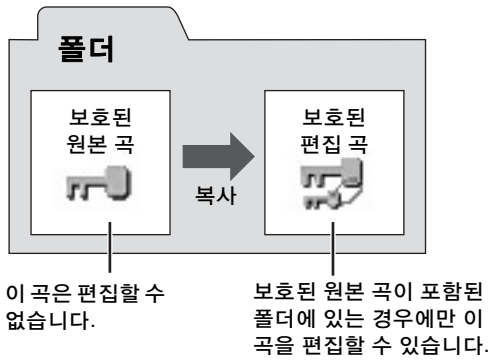 폴더
보호된
원본 곡
복사
보호된
편집 곡
이 곡은 편집할 수
없습니다.
보호된 원본 곡이 포함된
폴더에 있는 경우에만 이
곡을 편집할 수 있습니다.